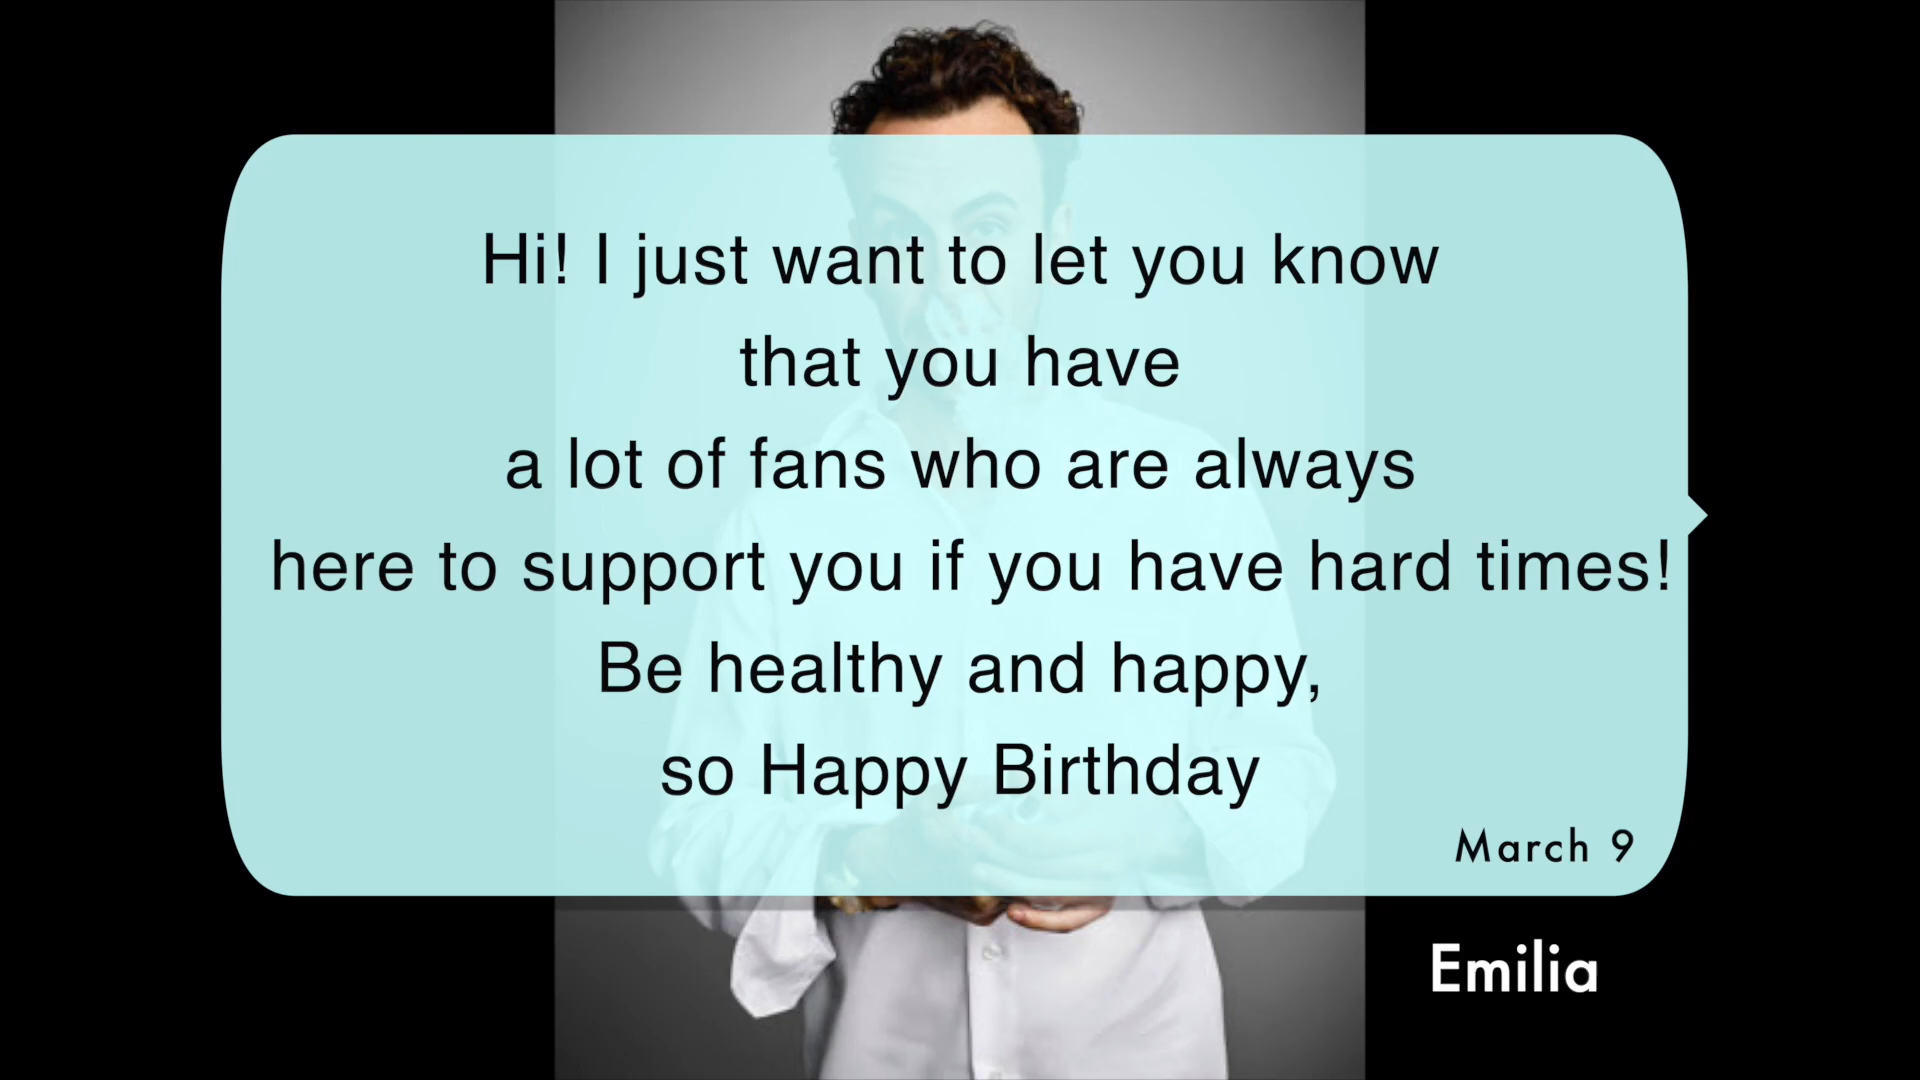 Hi! I just want to let you know
that you have
a lot of fans who are always
here to support you if you have hard times!
Be healthy and happy,
so Happy Birthday
March 9
Emilia